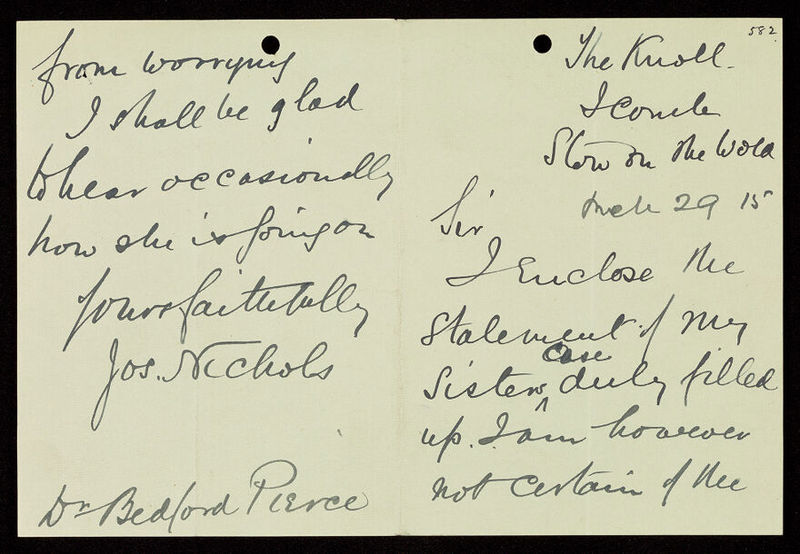 582
The Knoll.
Icomb
Stow on the Wold
March 29 15
Sir
I Enclose the
Statement of my
Sisters case duly filled
up. I am however
not certain of the
from worrying
I shall be glad
to hear occasionally
how she is going on
Yours faithfully
Jos. Nichols
Dr Bedford Pierce